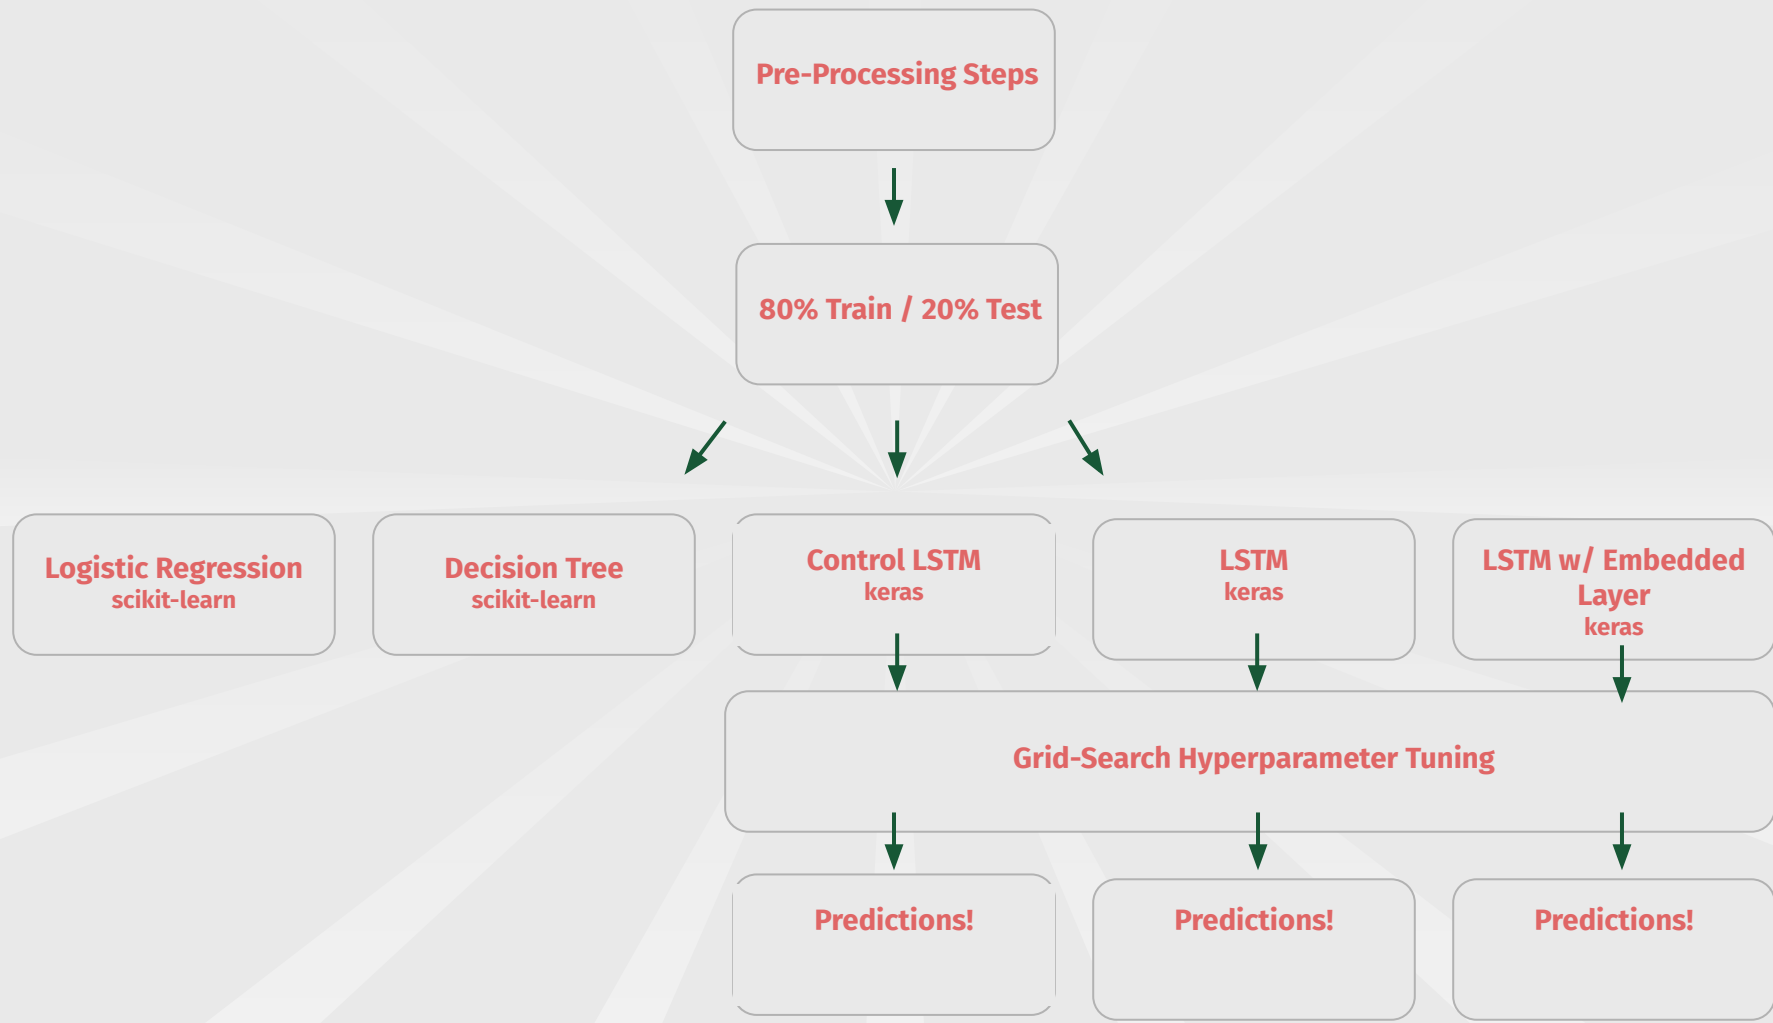 Pre-Processing Steps
80% Train / 20% Test
Logistic Regression
scikit-learn
Decision Tree
scikit-learn
Control LSTM
keras
LSTM
keras
LSTM w/ Embedded
Layer
keras
Grid-Search Hyperparameter Tuning
Predictions!
Predictions!
Predictions!